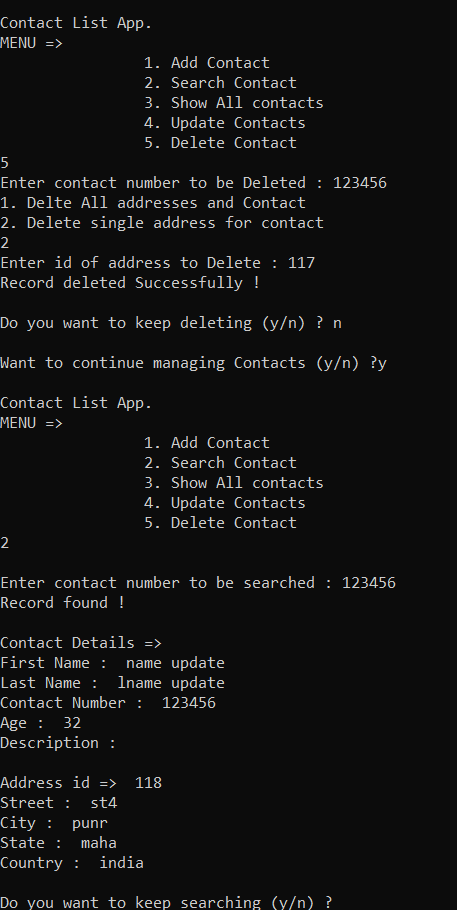 Contact List App.
MENU =>
1. Add Contact
2. Search Contact
3. Show All contacts
4. Update Contacts
5. Delete Contact
5
Enter contact number to be Deleted : 123456
1. Delte All addresses and Contact
2. Delete single address for contact
2
Enter id of address to Delete : 117
Record deleted Successfully !
Do you want to keep deleting (y/n) ? n
Want to continue managing Contacts (y/n) ?y
Contact List App.
MENU =>
1. Add Contact
2. Search Contact
3. Show All contacts
4. Update Contacts
5. Delete Contact
2
Enter contact number to be searched : 123456
Record found !
Contact Details =>
First Name :  name update
Last Name :  lname update
Contact Number :  123456
Age :  32
Description :
Address id =>  118
Street :  st4
City :  punr
State :  maha
Country :  india
Do you want to keep searching (y/n) ?